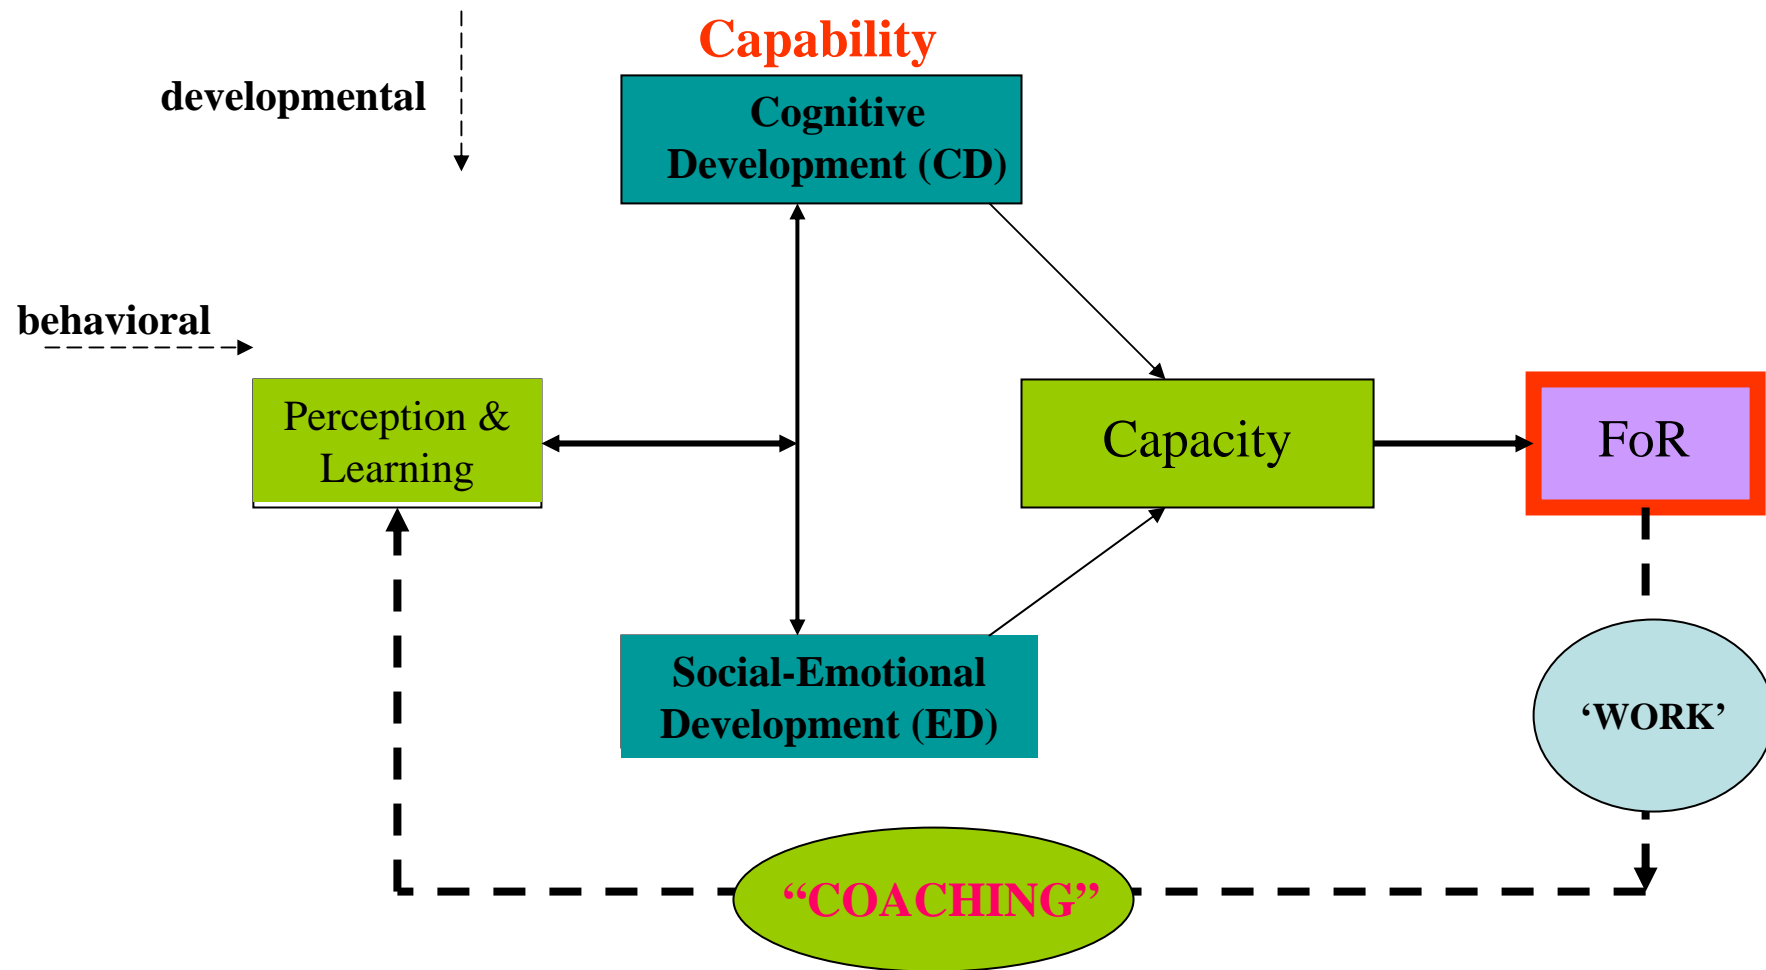 Capability
developmental
Cognitive
Development (CD)
behavioral
Perception &
Learning
Capacity
FoR
Social-Emotional
Development (ED)
‘WORK’
“COACHING”